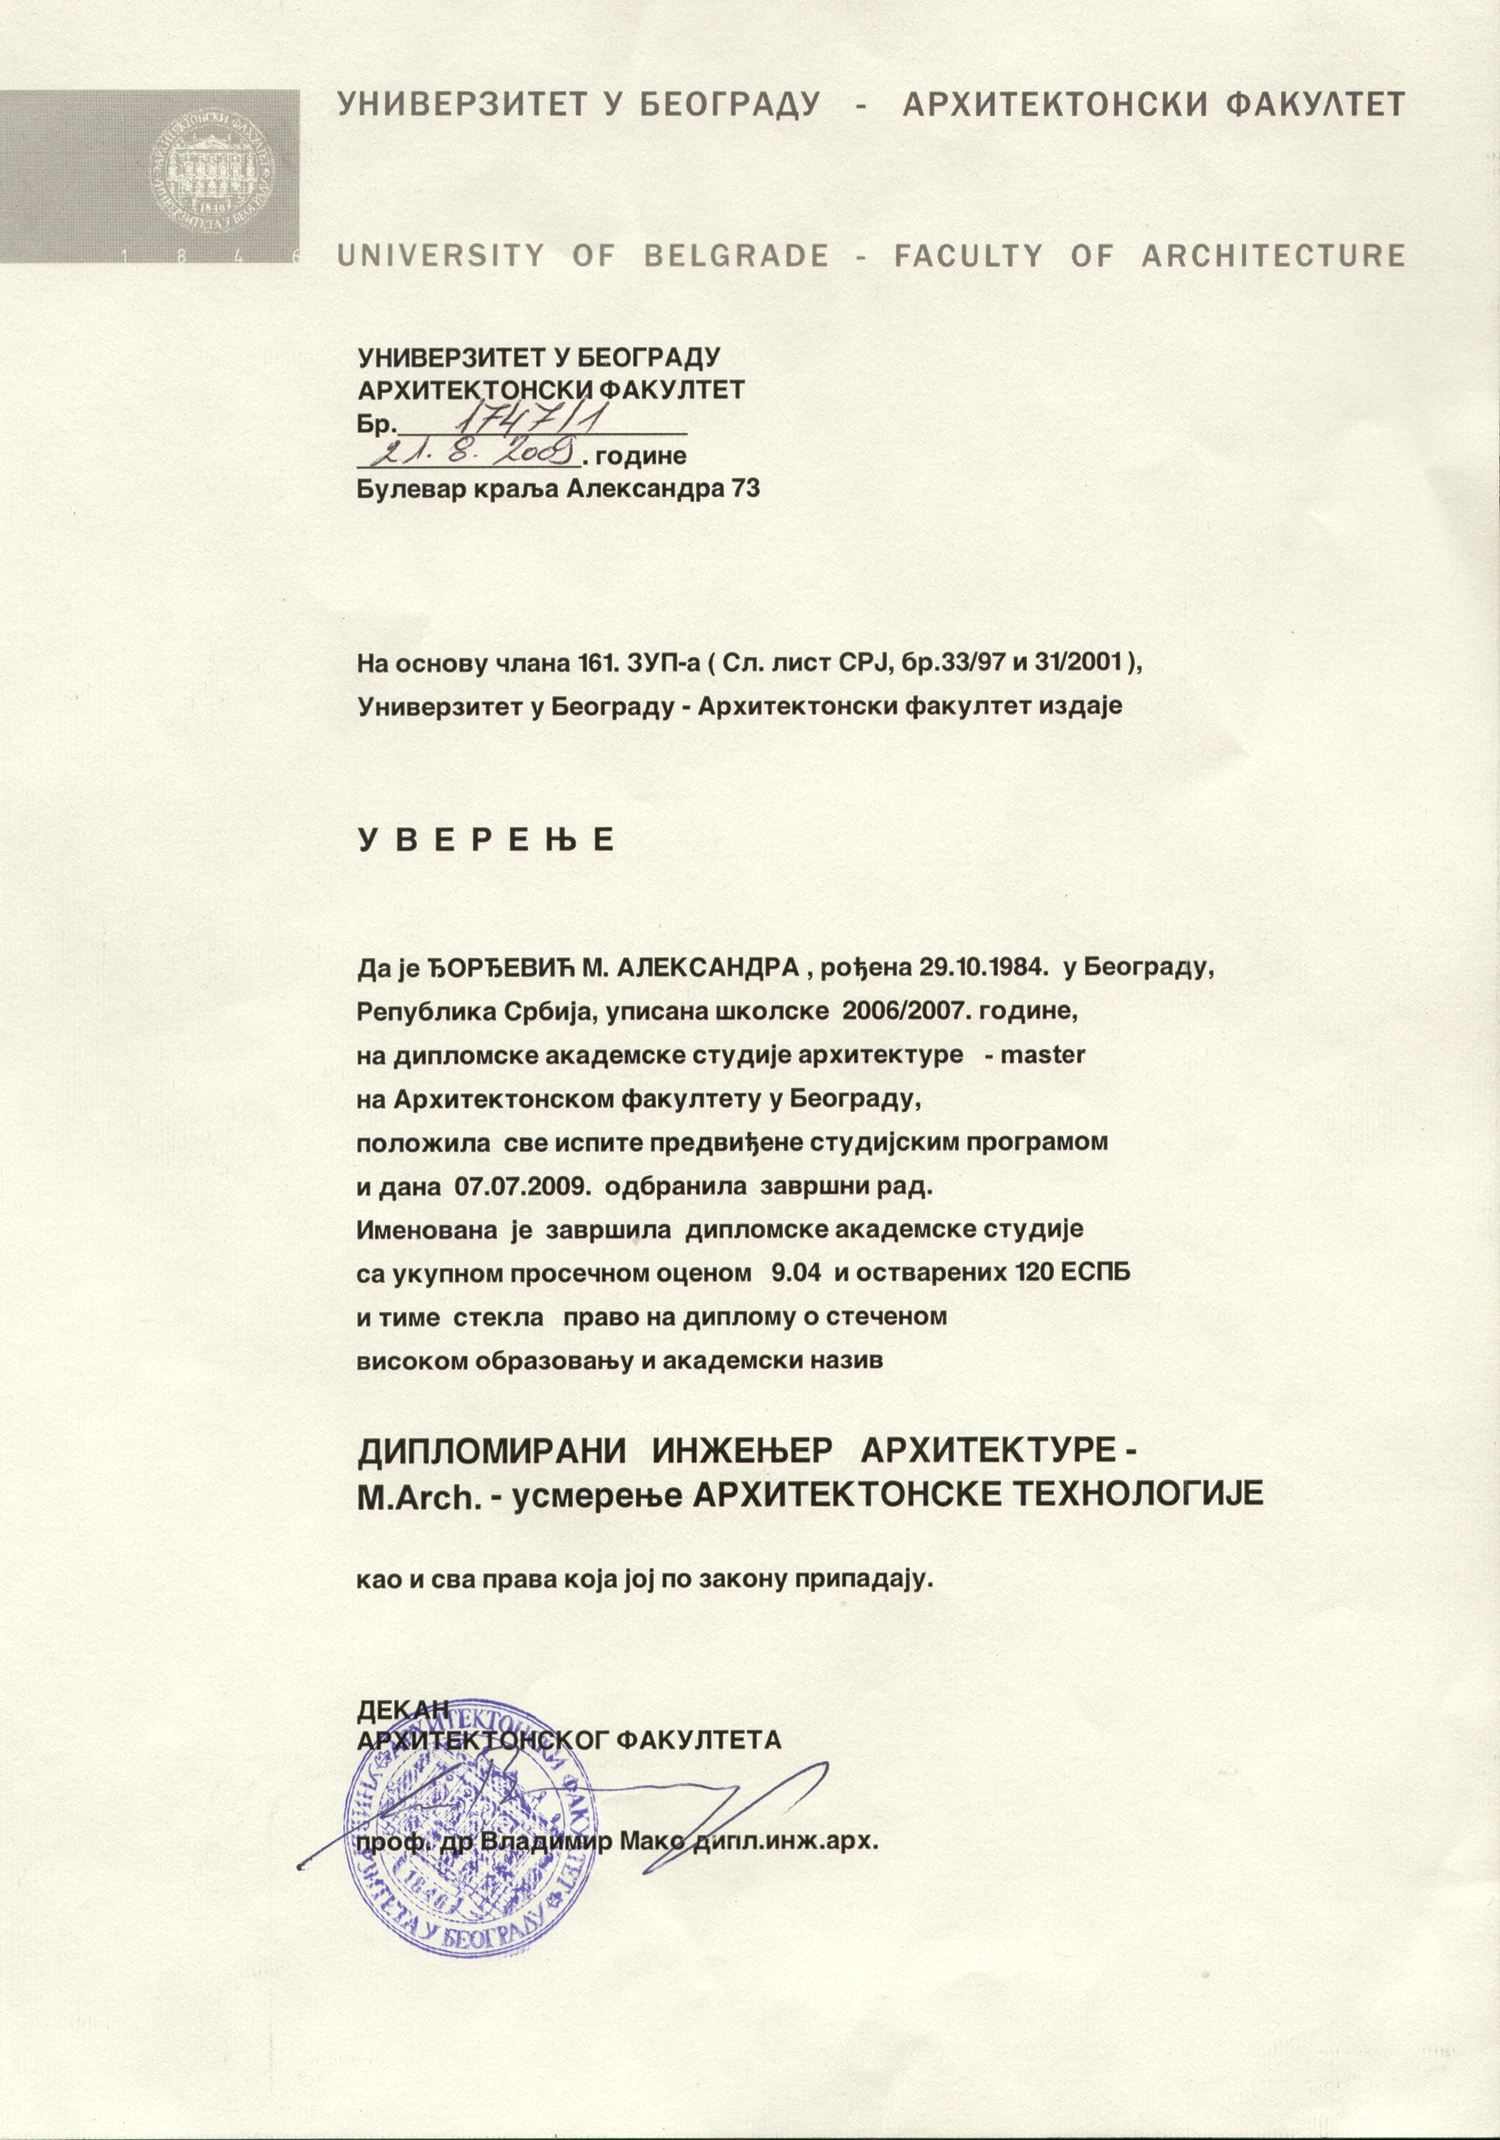 УНИВЕРЗИТЕТ У БЕОГРАДУ - АРХИТЕКТОНСКИ ФАКУЛТЕТ
1846
1 8 4 6
UNIVERSITY OF BELGRADE - FACULTY OF ARCHITECTURE
УНИВЕРЗИТЕТ У БЕОГРАДУ
АРХИТЕКТОНСКИ ФАКУЛТЕТ
Бр. 1747/1
21. 8. 2009. године
Булевар краља Александра 73
На основу члана 161. ЗУП-а ( Сл. лист СРЈ, бр.33/97 и 31/2001 ),
Универзитет у Београду - Архитектонски факултет издаје
У В Е Р Е Њ Е
Да је ЂОРЂЕВИЋ М. АЛЕКСАНДРА , рођена 29.10.1984. у Београду,
Република Србија, уписана школске 2006/2007. године,
на дипломске академске студије архитектуре - master
на Архитектонском факултету у Београду,
положила све испите предвиђене студијским програмом
и дана 07.07.2009. одбранила завршни рад.
Именована је завршила дипломске академске студије
са укупном просечном оценом 9.04 и остварених 120 ЕСПБ
и тиме стекла право на диплому о стеченом
високом образовању и академски назив
ДИПЛОМИРАНИ ИНЖЕЊЕР АРХИТЕКТУРЕ -
M.Arch. - усмерење АРХИТЕКТОНСКЕ ТЕХНОЛОГИЈЕ
као и сва права која јој по закону припадају.
ДЕКАН
АРХИТЕКТОНСКОГ ФАКУЛТЕТА
проф. др Владимир Мако дипл.инж.арх.
АРХИТЕКТОНСКИ ФАКУЛТЕТ
У БЕОГРАДУ
1846